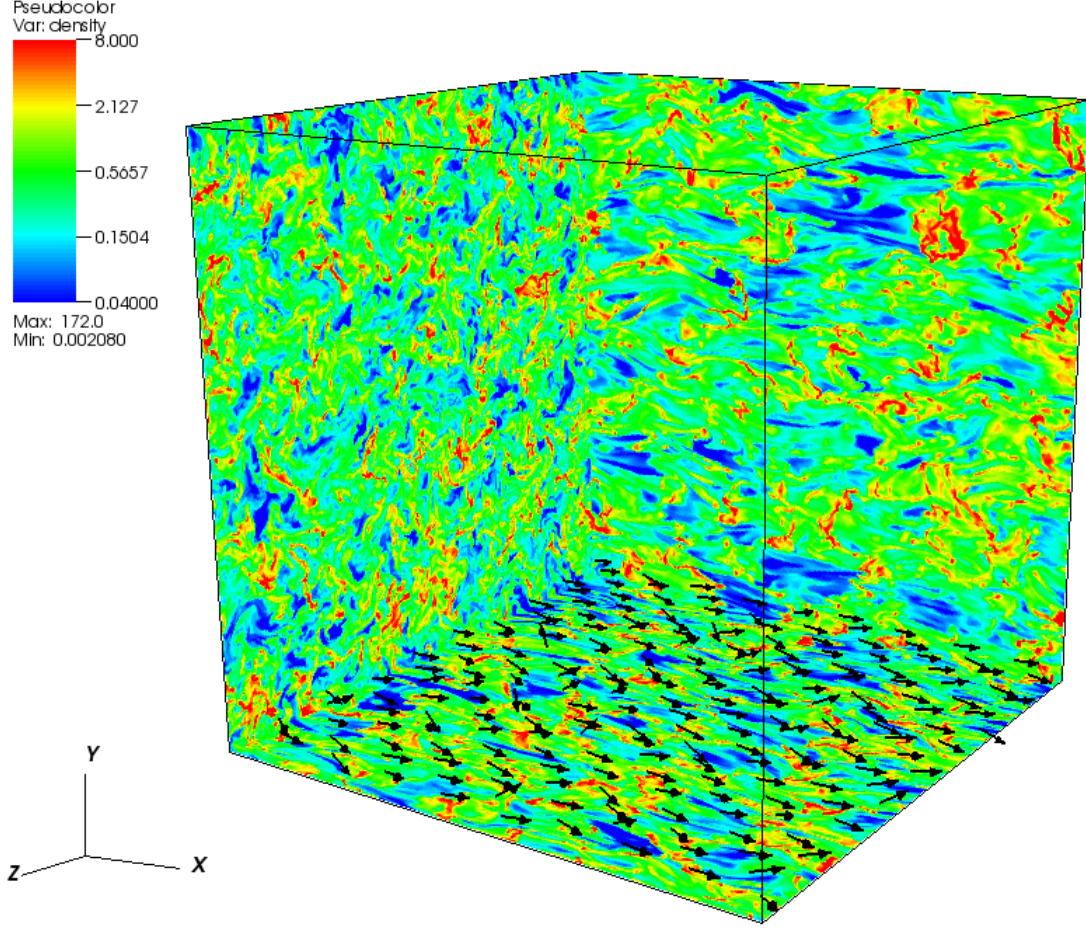 Pseudocolor
Var: density
8.000
2.127
0.5657
0.1504
0.04000
Max: 172.0
Min: 0.002080
Y
Z
X